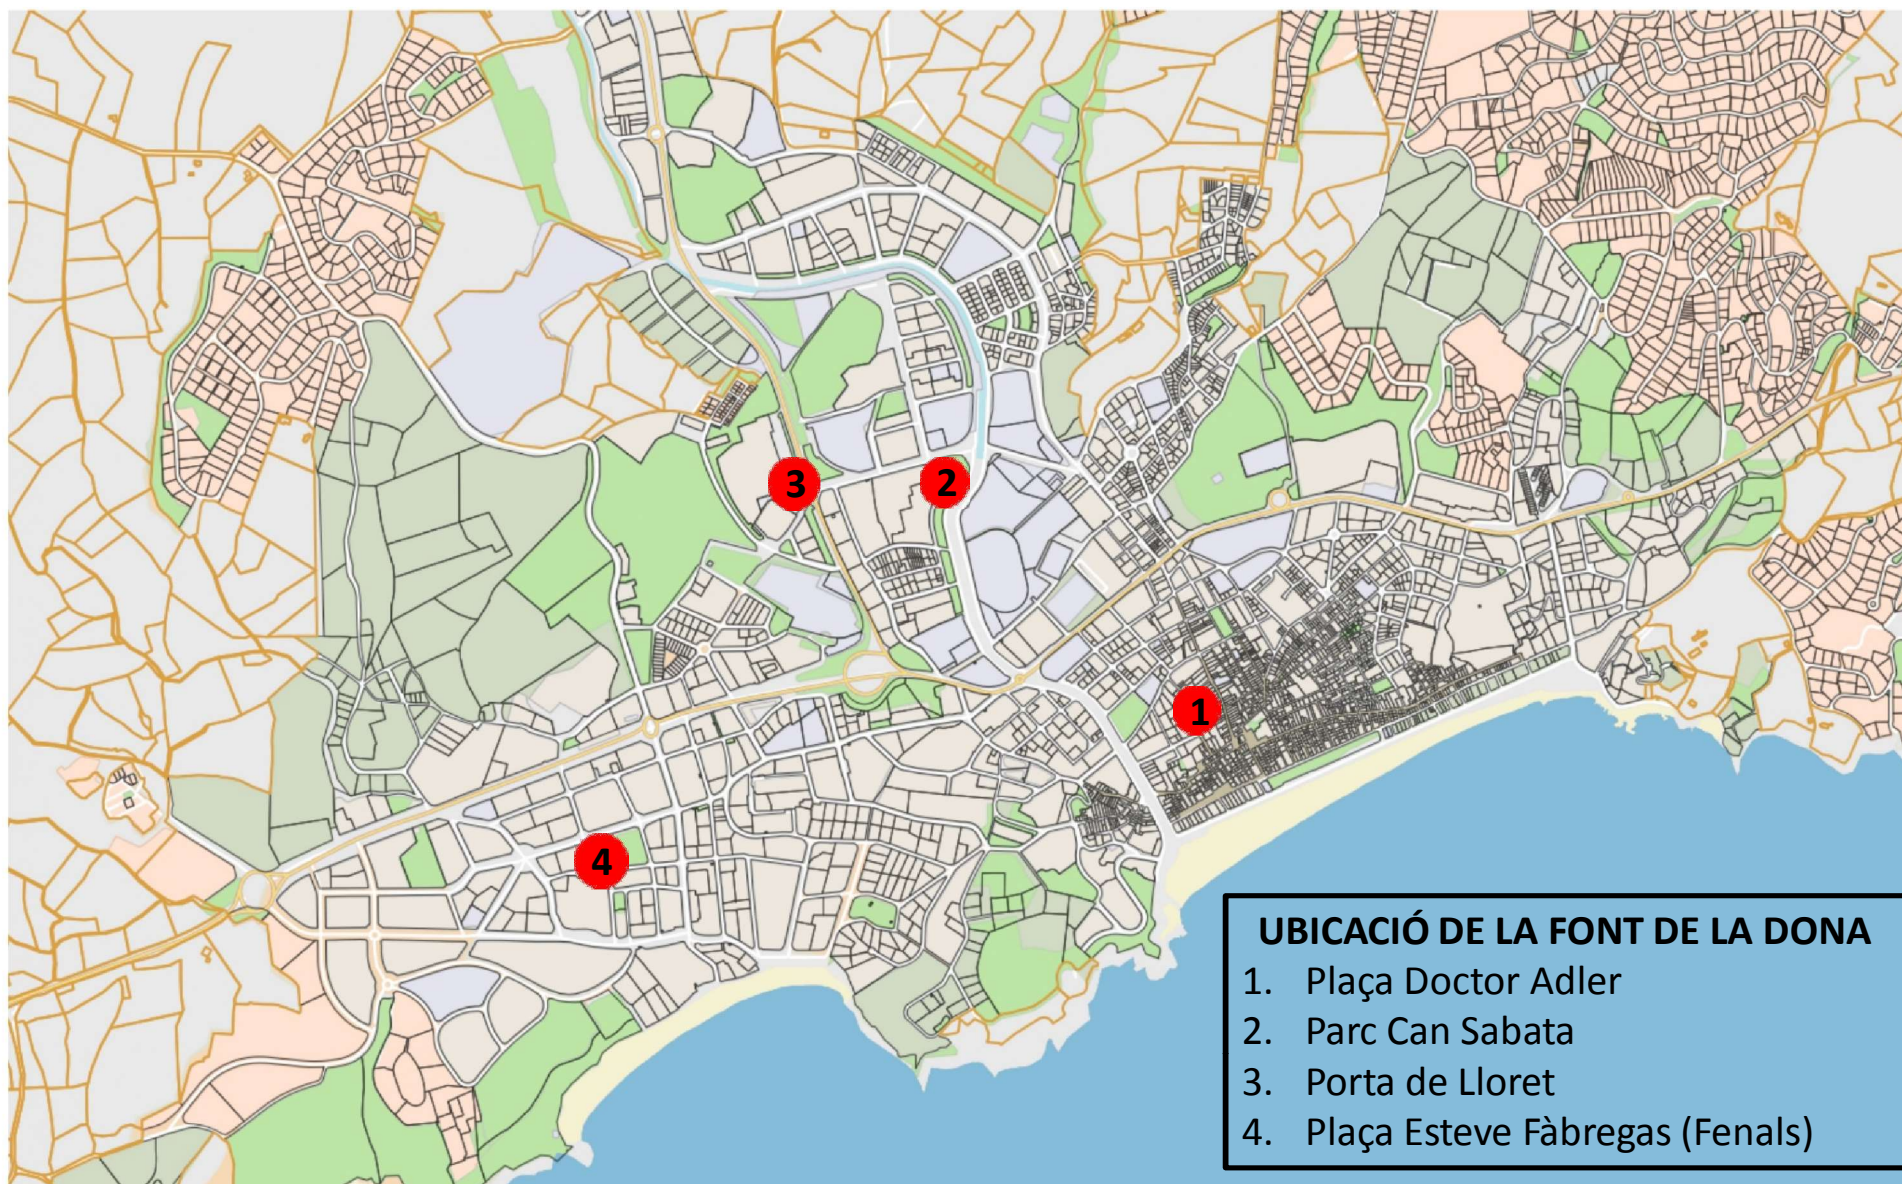 3
2
1
4
UBICACIÓ DE LA FONT DE LA DONA
1. Plaça Doctor Adler
2. Parc Can Sabata
3. Porta de Lloret
4. Plaça Esteve Fàbregas (Fenals)